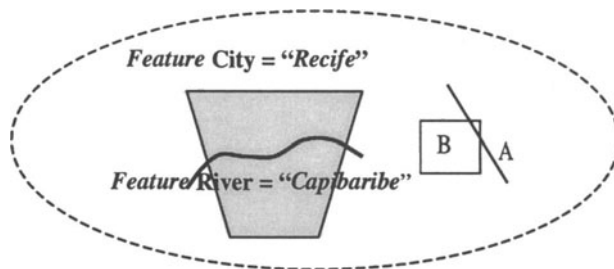 Feature City = “Recife”
B
A
Feature River = “Capibaribe”